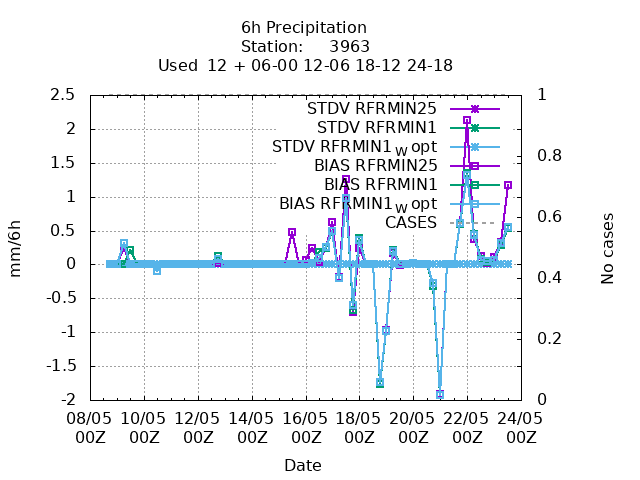 6h Precipitation
Station: 3963
Used 12 + 06-00 12-06 18-12 24-18
2.5
2
1.5
1
0.5
0
-0.5
-1
-1.5
-2
mm/6h
1
0.8
0.6
0.4
0.2
0
No cases
STDV RFRMIN25
STDV RFRMIN1
STDV RFRMIN1w opt
BIAS RFRMIN25
BIAS RFRMIN1
BIAS RFRMIN1w opt
CASES
08/05 10/05 12/05 14/05 16/05 18/05 20/05 22/05 24/05
00Z 00Z 00Z 00Z 00Z 00Z 00Z 00Z 00Z
Date